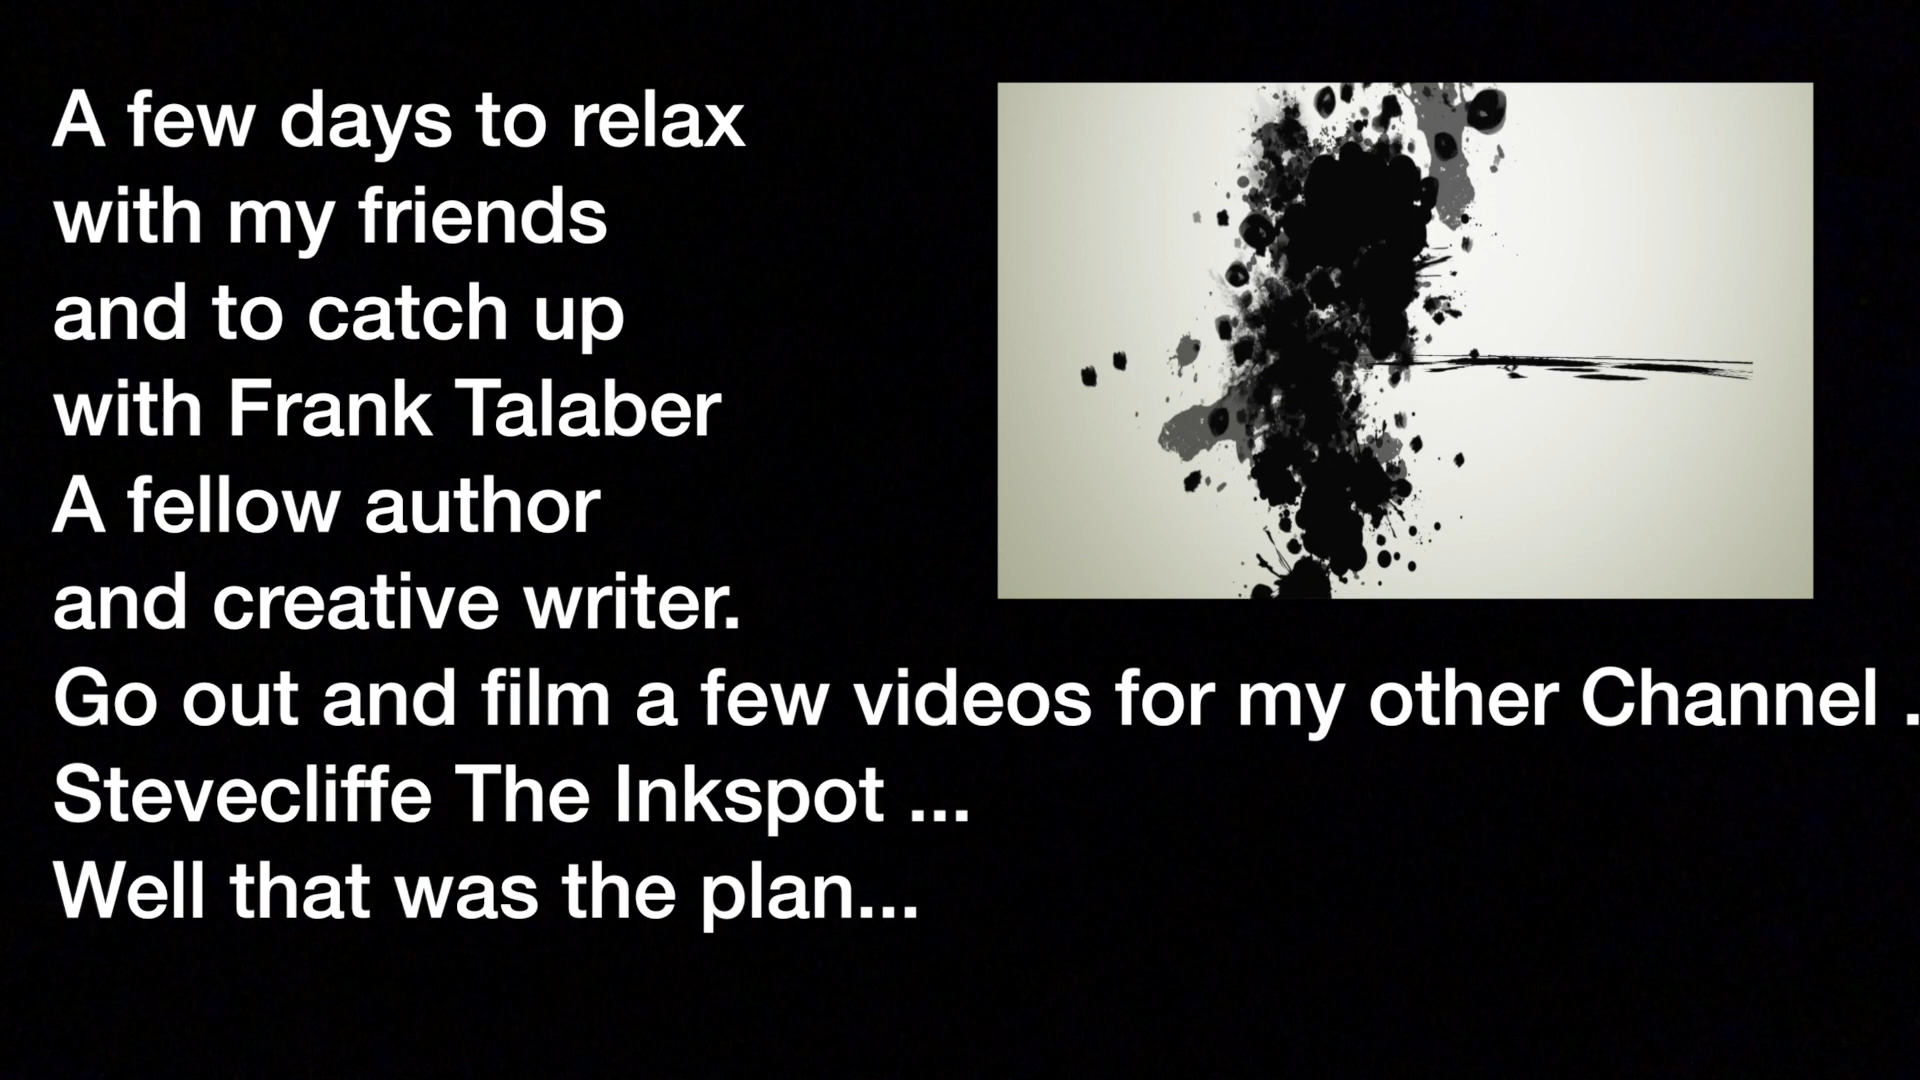 A few days to relax
with my friends
and to catch up
with Frank Talaber
A fellow author
and creative writer.
Go out and film a few videos for my other Channel .
Stevecliffe The Inkspot ...
Well that was the plan...